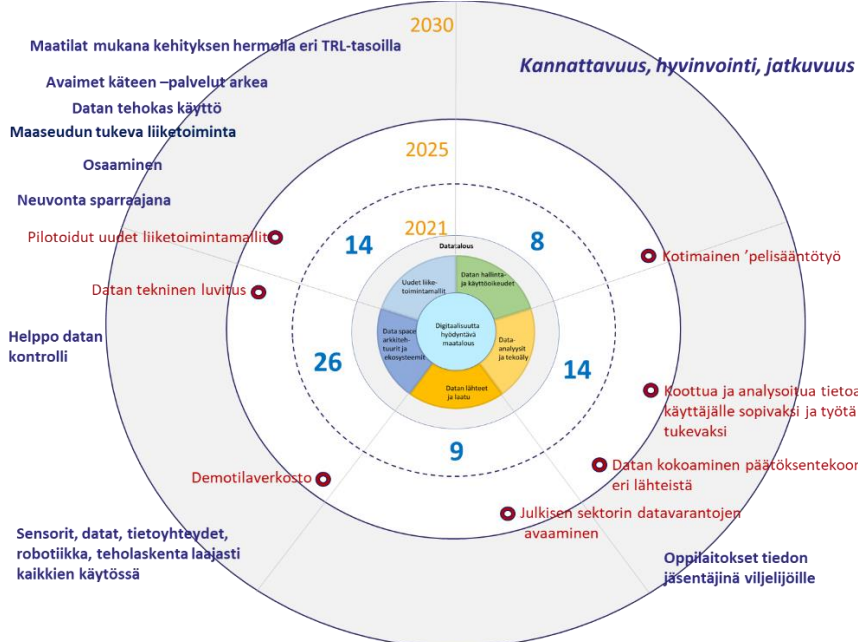 2030
Maatilat mukana kehityksen hermolla eri TRL-tasoilla
Kannattavuus, hyvinvointi, jatkuvuus
Avaimet käteen –palvelut arkea
Datan tehokas käyttö
Maaseudun tukeva liiketoiminta
2025
Osaaminen
Neuvonta sparraajana
2021
Pilotoidut uudet liiketoimintamallit
14
8
Datatalous
Kotimainen 'pelisääntötyö
Uudet liike-
toimintamallit
Datan hallinta-
ja käyttöoikeudet
Datan tekninen luvitus
Helppo datan
kontrolli
Data space
arkkiteh-
tuurit ja
ekosysteemit
Digitaalisuutta
hyödyntävä
maatalous
Data-
analyysit
ja tekoäly
26
14
Datan lähteet
ja laatu
Koottua ja analysoitua tietoa
käyttäjälle sopivaksi ja työtä
tukevaksi
9
Demotilaverkosto
Datan kokoaminen päätöksentekoon
eri lähteistä
Julkisen sektorin datavarantojen
avaaminen
Sensorit, datat, tietoyhteydet,
robotiikka, teholaskenta laajasti
kaikkien käytössä
Oppilaitokset tiedon
jäsentäjinä viljelijöille